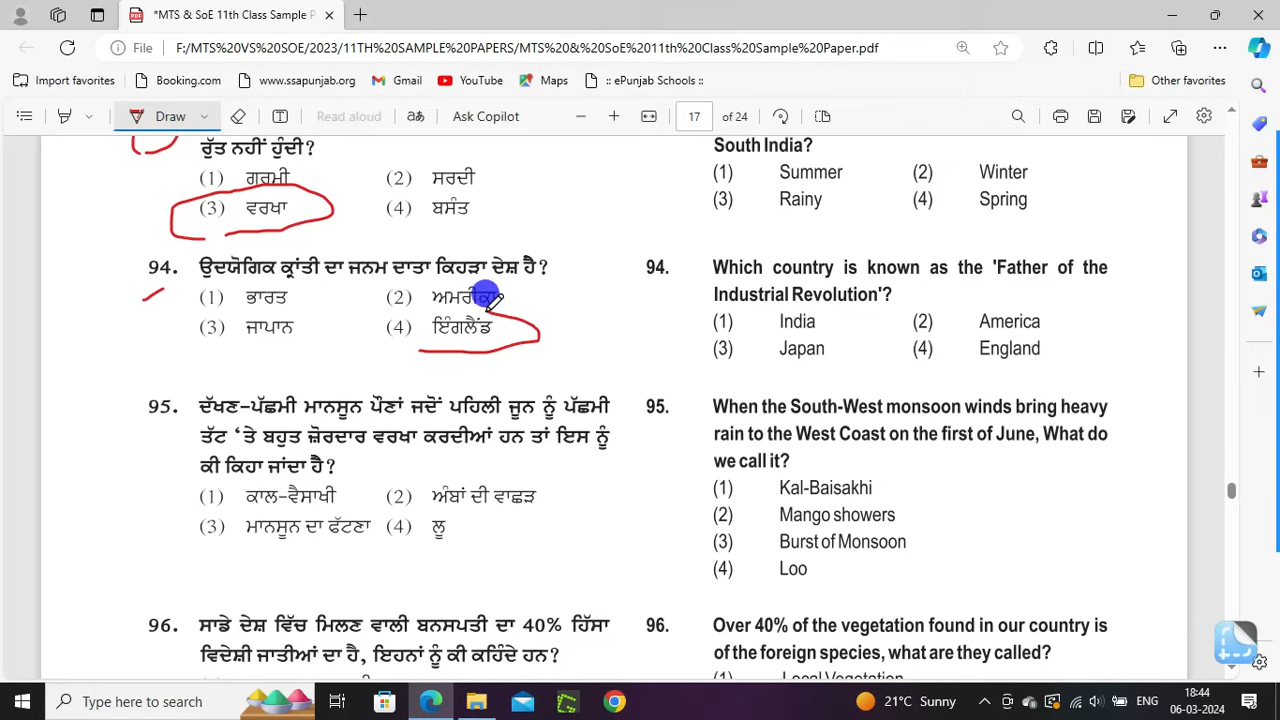 *MTS & SoE 11th Class Sample P
File F:/MTS%20VS%20SOE/2023/11TH%20SAMPLE%20PAPERS/MTS%20&%20SoE%2011th%20Class%20Sample%20Paper.pdf
Import favorites Booking.com www.ssapunjab.org Gmail YouTube Maps :: ePunjab Schools :: Other favorites
Draw Read aloud Ask Copilot 17 of 24
ਰੁੱਤ ਨਹੀਂ ਹੁੰਦੀ?
(1) ਗਰਮੀ (2) ਸਰਦੀ
(3) ਵਰਖਾ (4) ਬਸੰਤ
94. ਉਦਯੋਗਿਕ ਕ੍ਰਾਂਤੀ ਦਾ ਜਨਮ ਦਾਤਾ ਕਿਹੜਾ ਦੇਸ਼ ਹੈ?
(1) ਭਾਰਤ (2) ਅਮਰੀਕਾ
(3) ਜਾਪਾਨ (4) ਇੰਗਲੈਂਡ
95. ਦੱਖਣ-ਪੱਛਮੀ ਮਾਨਸੂਨ ਪੌਣਾਂ ਜਦੋਂ ਪਹਿਲੀ ਜੂਨ ਨੂੰ ਪੱਛਮੀ
ਤੱਟ ‘ਤੇ ਬਹੁਤ ਜ਼ੋਰਦਾਰ ਵਰਖਾ ਕਰਦੀਆਂ ਹਨ ਤਾਂ ਇਸ ਨੂੰ
ਕੀ ਕਿਹਾ ਜਾਂਦਾ ਹੈ?
(1) ਕਾਲ-ਵੈਸਾਖੀ (2) ਅੰਬਾਂ ਦੀ ਵਾਛੜ
(3) ਮਾਨਸੂਨ ਦਾ ਫੱਟਣਾ (4) ਲੂ
96. ਸਾਡੇ ਦੇਸ਼ ਵਿੱਚ ਮਿਲਣ ਵਾਲੀ ਬਨਸਪਤੀ ਦਾ 40% ਹਿੱਸਾ
ਵਿਦੇਸ਼ੀ ਜਾਤੀਆਂ ਦਾ ਹੈ, ਇਹਨਾਂ ਨੂੰ ਕੀ ਕਹਿੰਦੇ ਹਨ?
South India?
(1) Summer (2) Winter
(3) Rainy (4) Spring
94. Which country is known as the 'Father of the
Industrial Revolution'?
(1) India (2) America
(3) Japan (4) England
95. When the South-West monsoon winds bring heavy
rain to the West Coast on the first of June, What do
we call it?
(1) Kal-Baisakhi
(2) Mango showers
(3) Burst of Monsoon
(4) Loo
96. Over 40% of the vegetation found in our country is
of the foreign species, what are they called?
(1) Local Vegetation
Type here to search 21°C Sunny ENG 18:44
06-03-2024